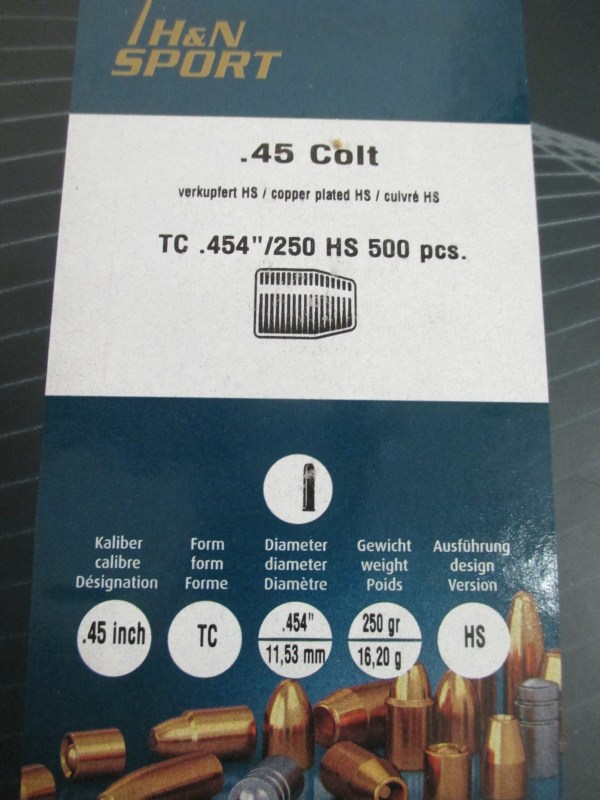 H&N
SPORT
.45 Colt
verkupfert HS / copper plated HS / cuivré HS
TC .454"/250 HS 500 pcs.
Kaliber Form Diameter Gewicht Ausführung
calibre form diameter weight design
Désignation Forme Diamètre Poids Version
.45 inch TC .454" 250 gr HS
11,53 mm 16,20 g